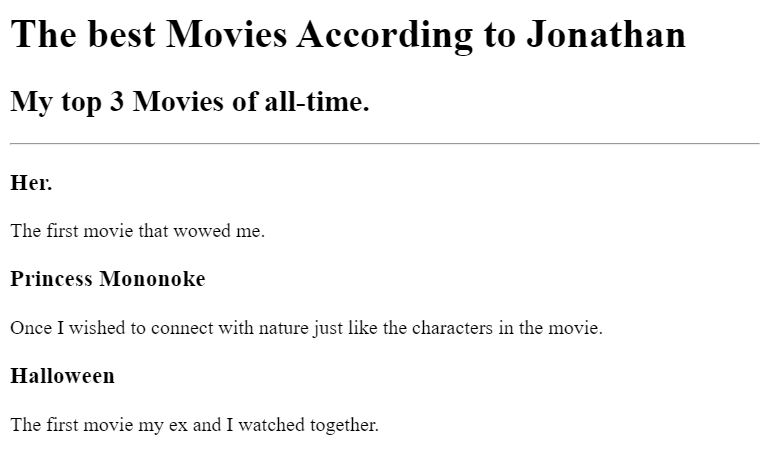 The best Movies According to Jonathan
My top 3 Movies of all-time.
Her.
The first movie that wowed me.
Princess Mononoke
Once I wished to connect with nature just like the characters in the movie.
Halloween
The first movie my ex and I watched together.